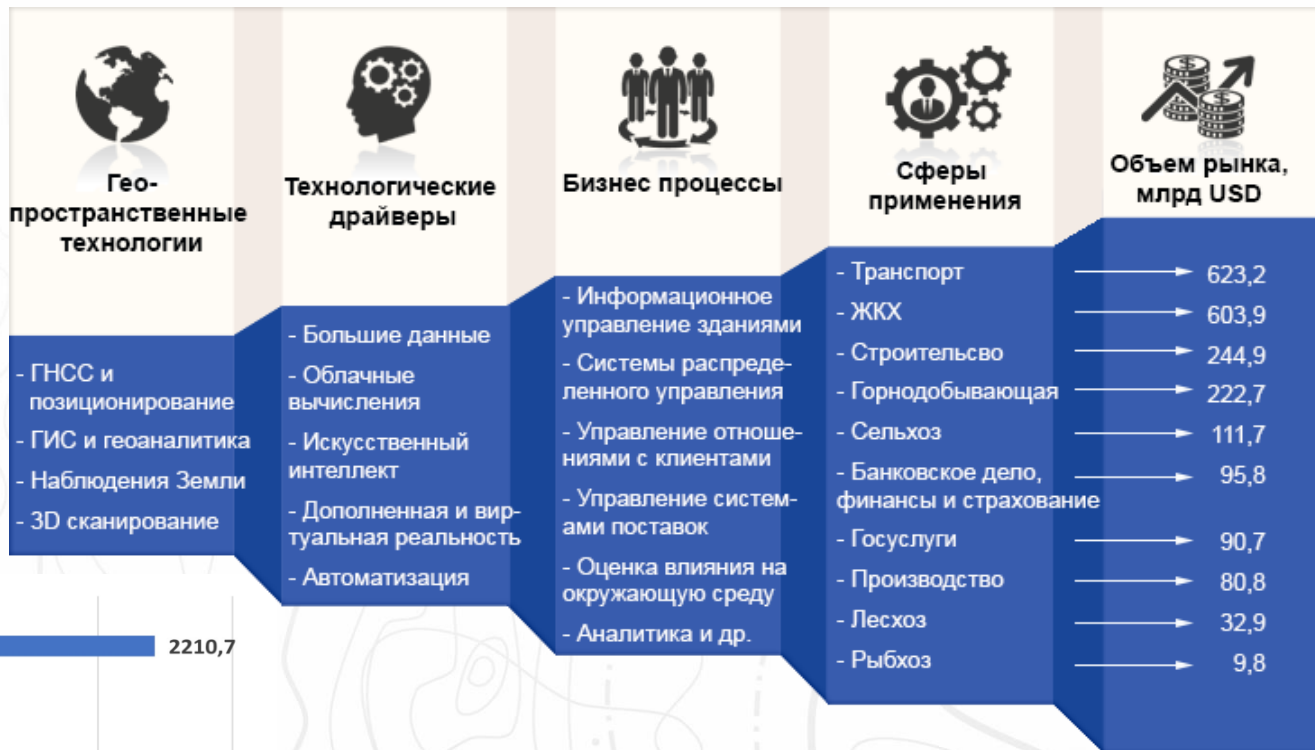 Гео-
пространственные
технологии
- ГНСС и
позиционирование
- ГИС и геоаналитика
- Наблюдения Земли
- 3D сканирование
Технологические
драйверы
- Большие данные
- Облачные
вычисления
- Искусственный
интеллект
- Дополненная и вир-
туальная реальность
- Автоматизация
Бизнес процессы
- Информационное
управление зданиями
- Системы распреде-
ленного управления
- Управление отноше-
ниями с клиентами
- Управление систем-
ами поставок
- Оценка влияния на
окружающую среду
- Аналитика и др.
Сферы
применения
Объем рынка,
млрд USD
- Транспорт 623,2
- ЖКХ 603,9
- Строительсво 244,9
- Горнодобывающая 222,7
- Сельхоз 111,7
- Банковское дело, 95,8
финансы и страхование
- Госуслуги 90,7
- Производство 80,8
- Лесхоз 32,9
- Рыбхоз 9,8
2210,7